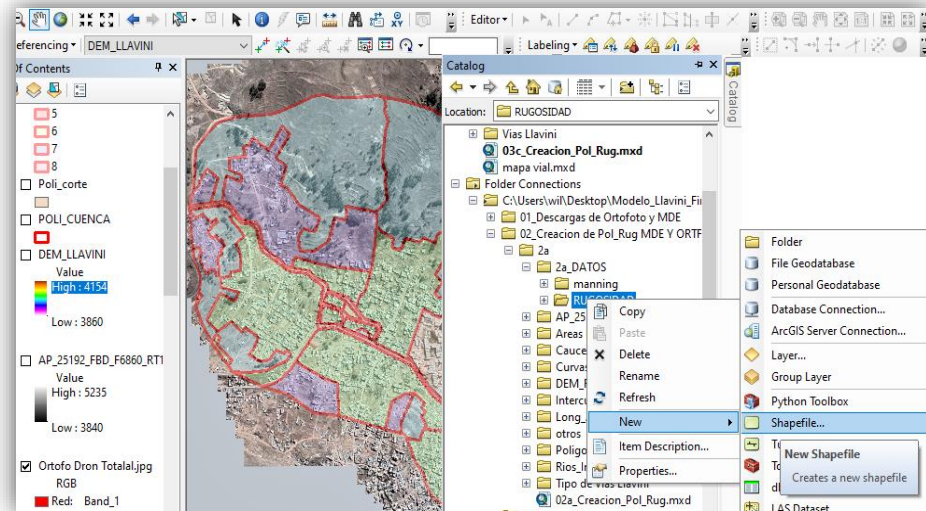 Editor
eferencing
DEM_LLAVINI
Labeling
Of Contents
5
6
7
8
Poli_corte
POLI_CUENCA
DEM_LLAVINI
Value
High : 4154
Low : 3860
AP_25192_FBD_F6860_RT1
Value
High : 5235
Low : 3840
Ortofo Dron Totalal.jpg
RGB
Red: Band_1
Catalog
Location:
RUGOSIDAD
Vias Llavini
03c_Creacion_Pol_Rug.mxd
mapa vial.mxd
Folder Connections
C:\Users\wil\Desktop\Modelo_Llavini_Fi
01_Descargas de Ortofoto y MDE
02_Creacion de Pol_Rug MDE Y ORTF
2a
2a_DATOS
manning
RUGOSIDAD
AP_25
Areas
Cauce
Curvas
DEM_F
Intercu
Long_
otros
Poligo
Rios_In
Tipo de Vias Llavini
02a_Creacion_Pol_Rug.mxd
Catalog
Copy
Paste
Delete
Rename
Refresh
New
Item Description...
Properties...
Folder
File Geodatabase
Personal Geodatabase
Database Connection...
ArcGIS Server Connection...
Layer...
Group Layer
Python Toolbox
Shapefile...
Tu
To
New Shapefile
Creates a new shapefile
LAS Dataset